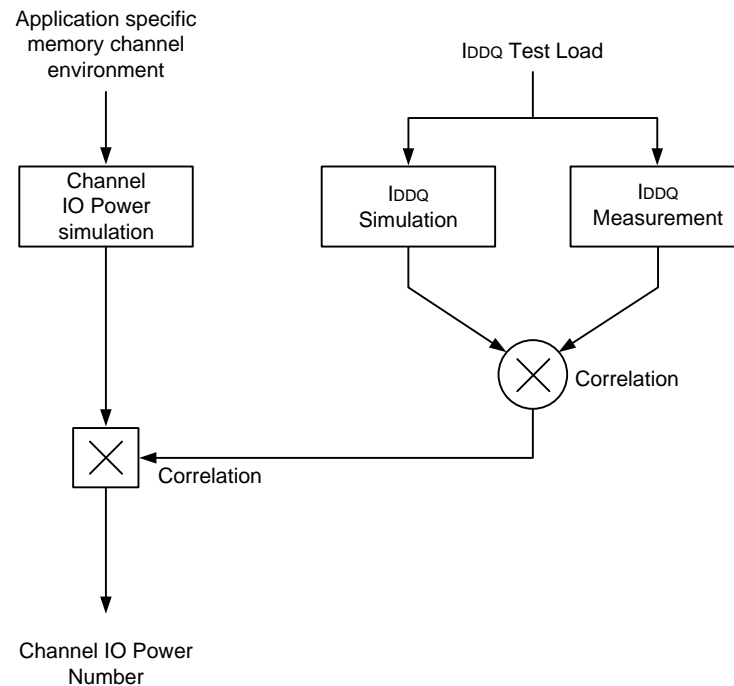 Application specific
memory channel
environment
IDDQ Test Load
Channel
IO Power
simulation
IDDQ
Simulation
IDDQ
Measurement
Correlation
Correlation
Channel IO Power
Number